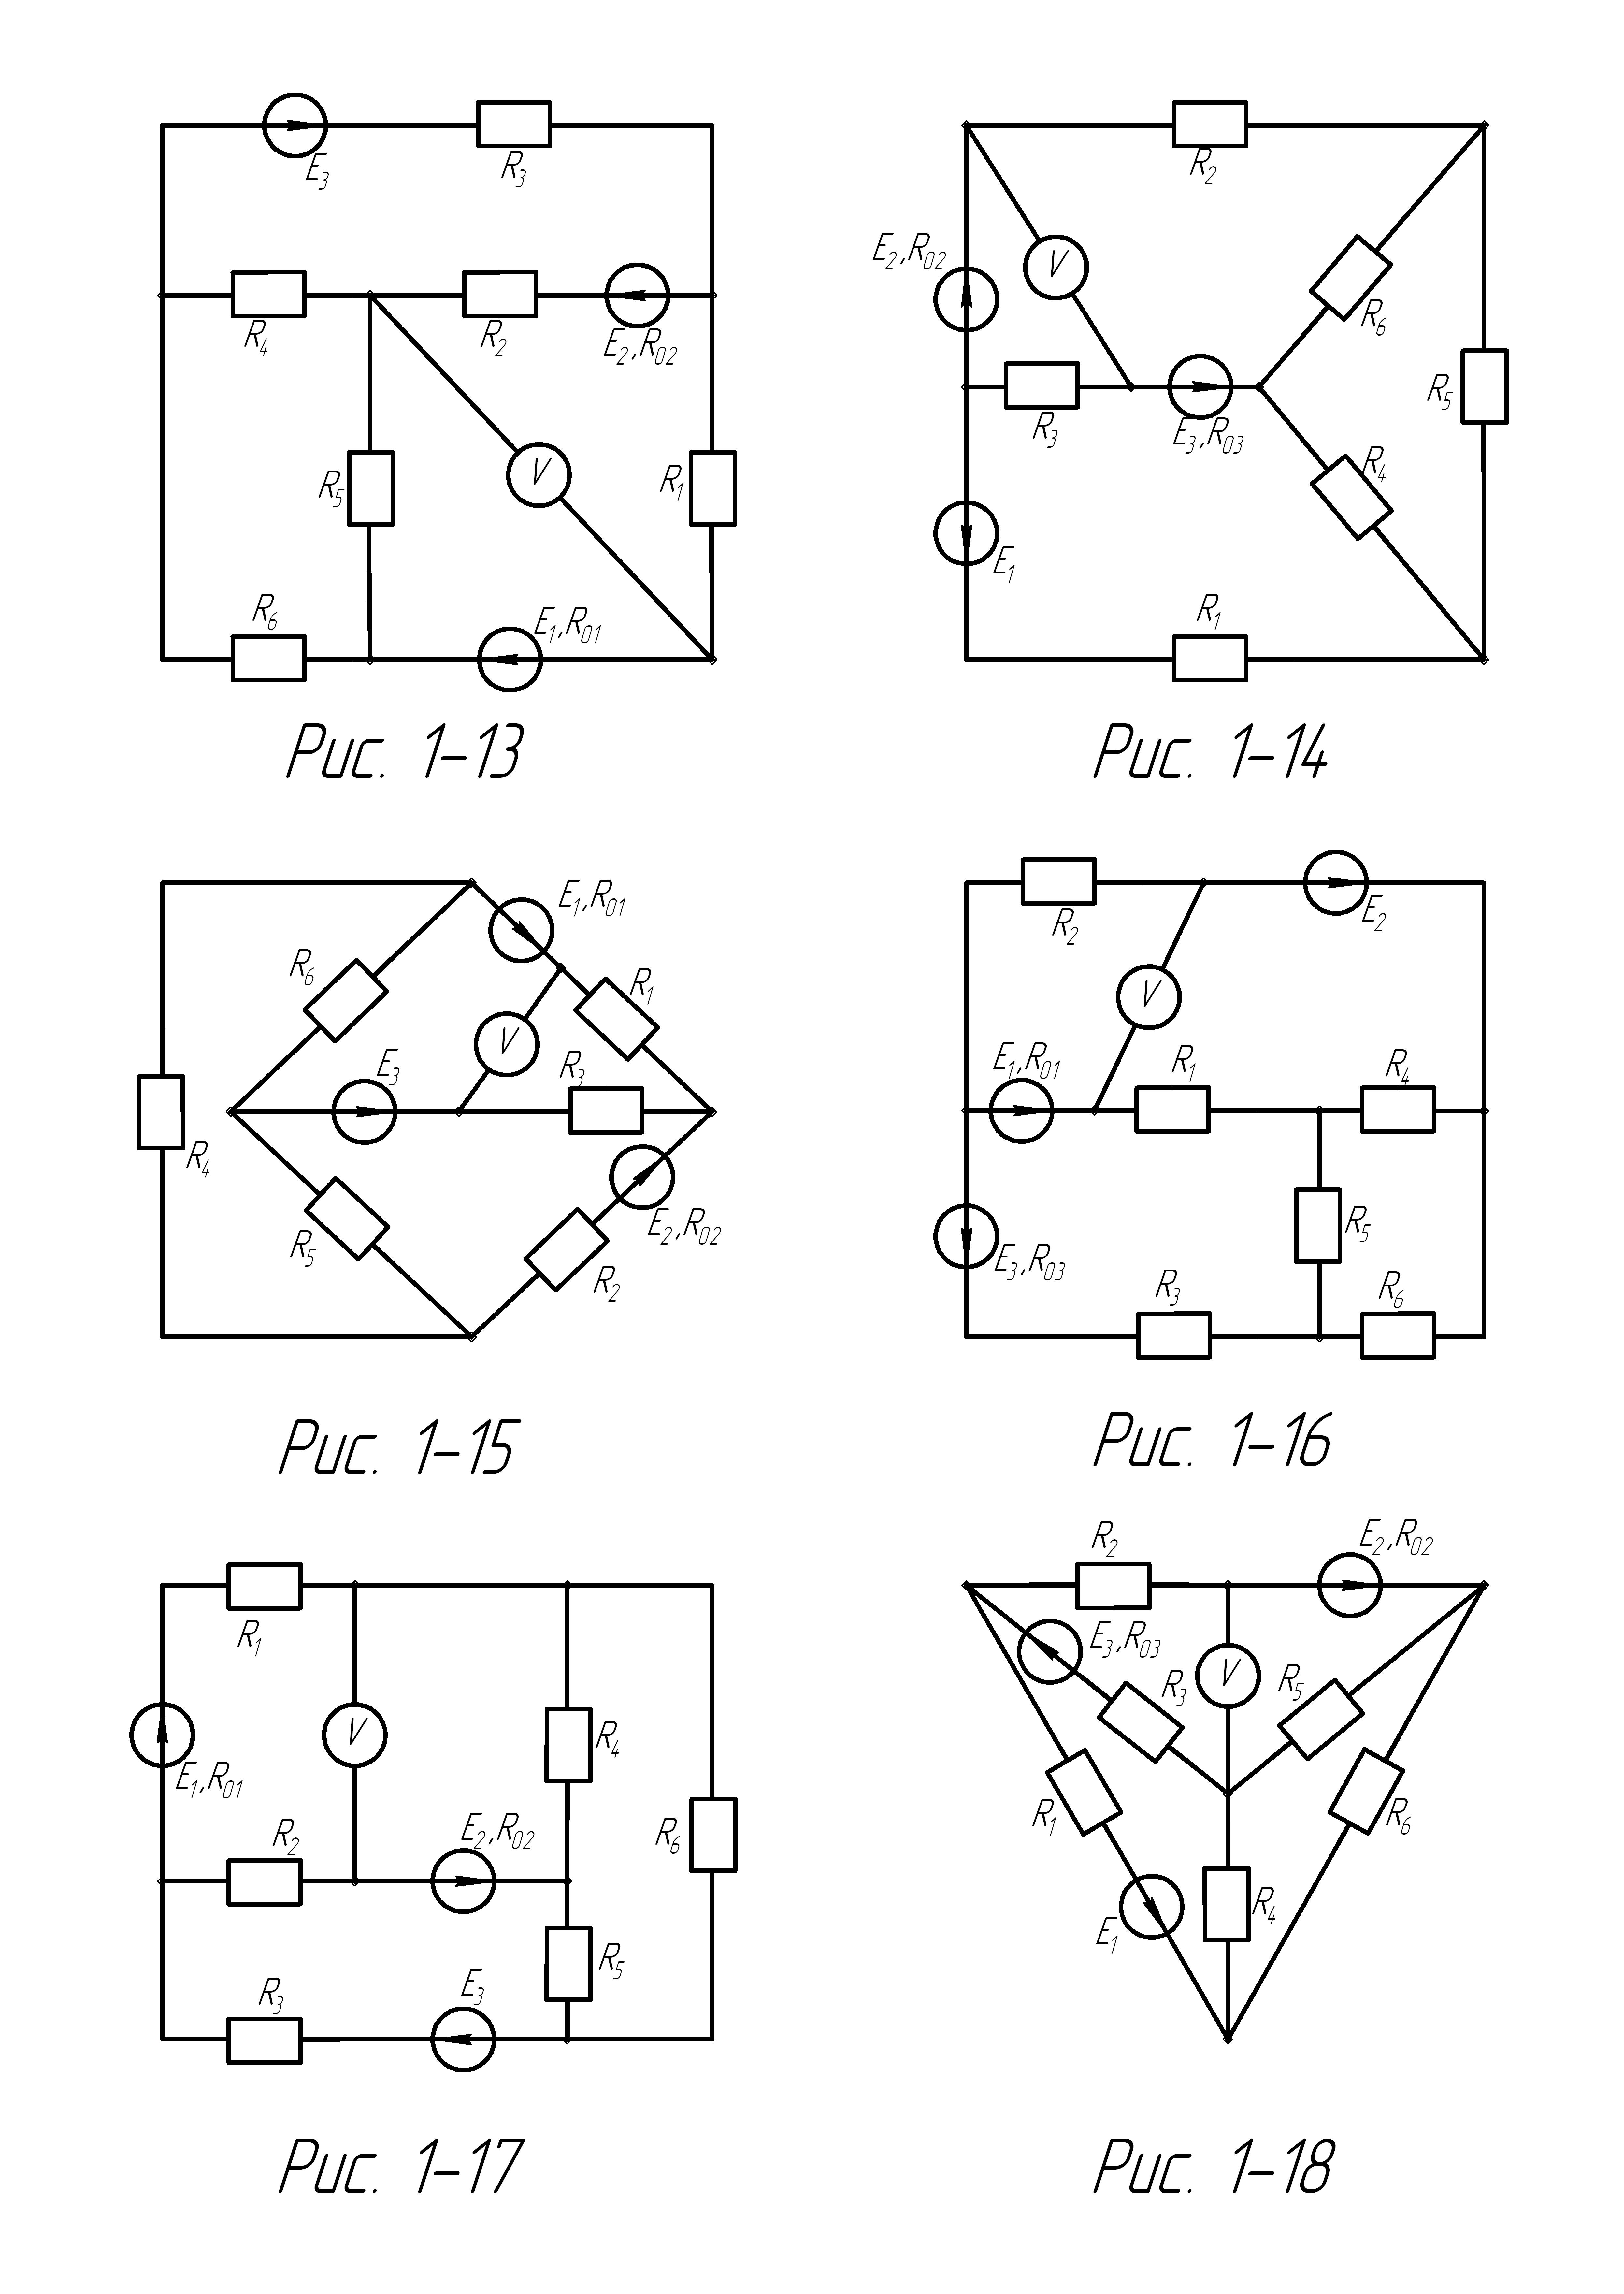 E3 R3
R4 R2 E2,R02
R5 V R1
R6 E1,R01
Рис. 1-13
R2
E2,R02 V R6
R3 E3,R03 R5
R4
E1
R1
Рис. 1-14
E1,R01
R6 R1
V
E3 R3
R4
R5 E2,R02
R2
Рис. 1-15
R2 E2
V
E1,R01 R1 R4
R5
E3,R03
R3 R6
Рис. 1-16
R1
V R4
E1,R01
R2 E2,R02 R6
R5
R3 E3
Рис. 1-17
R2 E2,R02
E3,R03 V
R3 R5
R1 R6
E1 R4
Рис. 1-18